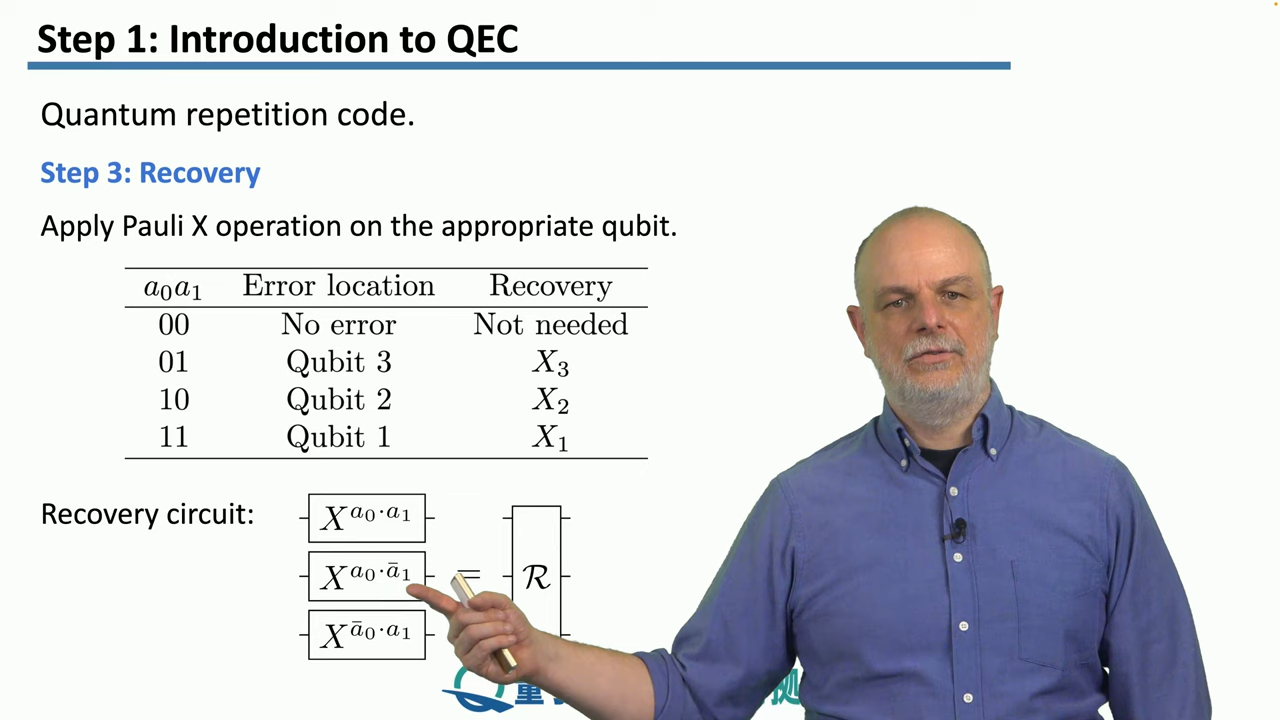 Step 1: Introduction to QEC
Quantum repetition code.
Step 3: Recovery
Apply Pauli X operation on the appropriate qubit.
a₀a₁ Error location Recovery
00 No error Not needed
01 Qubit 3 X₃
10 Qubit 2 X₂
11 Qubit 1 X₁
Recovery circuit:
X^{a₀·a₁}
X^{a₀·ā₁} = R
X^{ā₀·a₁}